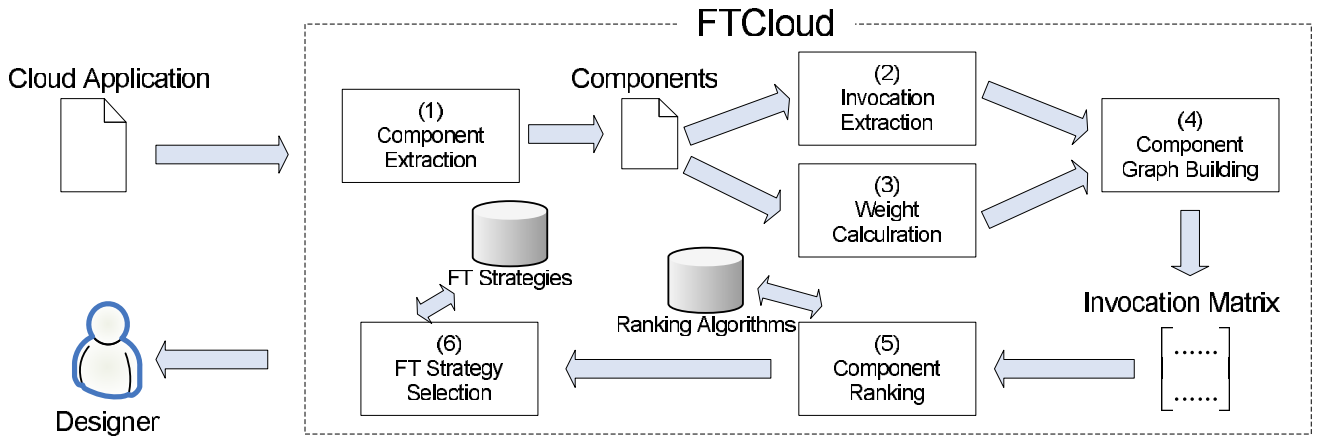 FTCloud
Cloud Application
(1)
Component
Extraction
Components
(2)
Invocation
Extraction
(3)
Weight
Calculration
(4)
Component
Graph Building
FT Strategies
Ranking Algorithms
Invocation Matrix
......
......
(5)
Component
Ranking
(6)
FT Strategy
Selection
Designer